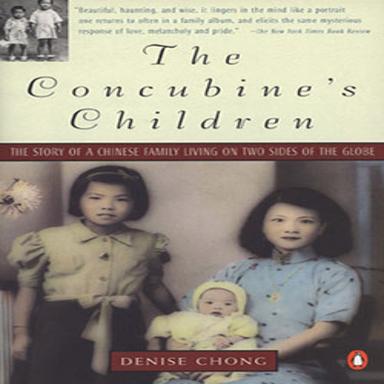 "Beautiful, haunting, and wise, it lingers in the mind like a portrait
one returns to often in a family album, and elicits the same mysterious
response of love, melancholy and pride." —The New York Times Book Review
The
Concubine's
Children
THE STORY OF A CHINESE FAMILY LIVING ON TWO SIDES OF THE GLOBE
DENISE CHONG